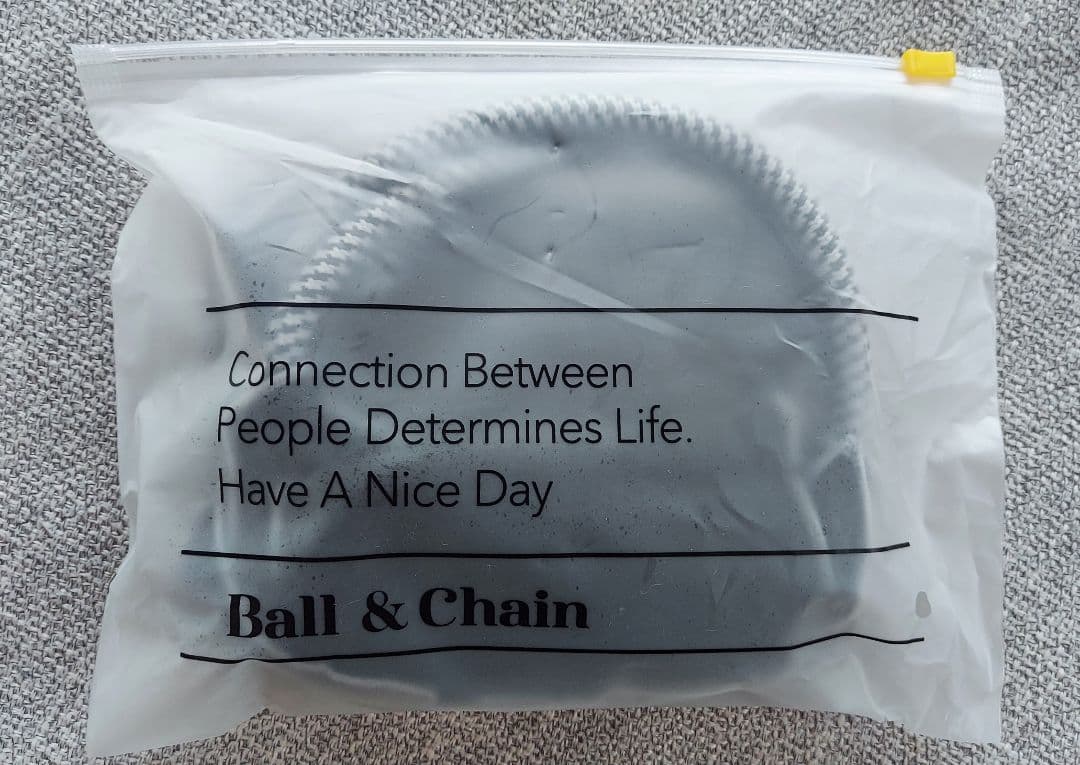 Connection Between
People Determines Life.
Have A Nice Day
Ball & Chain